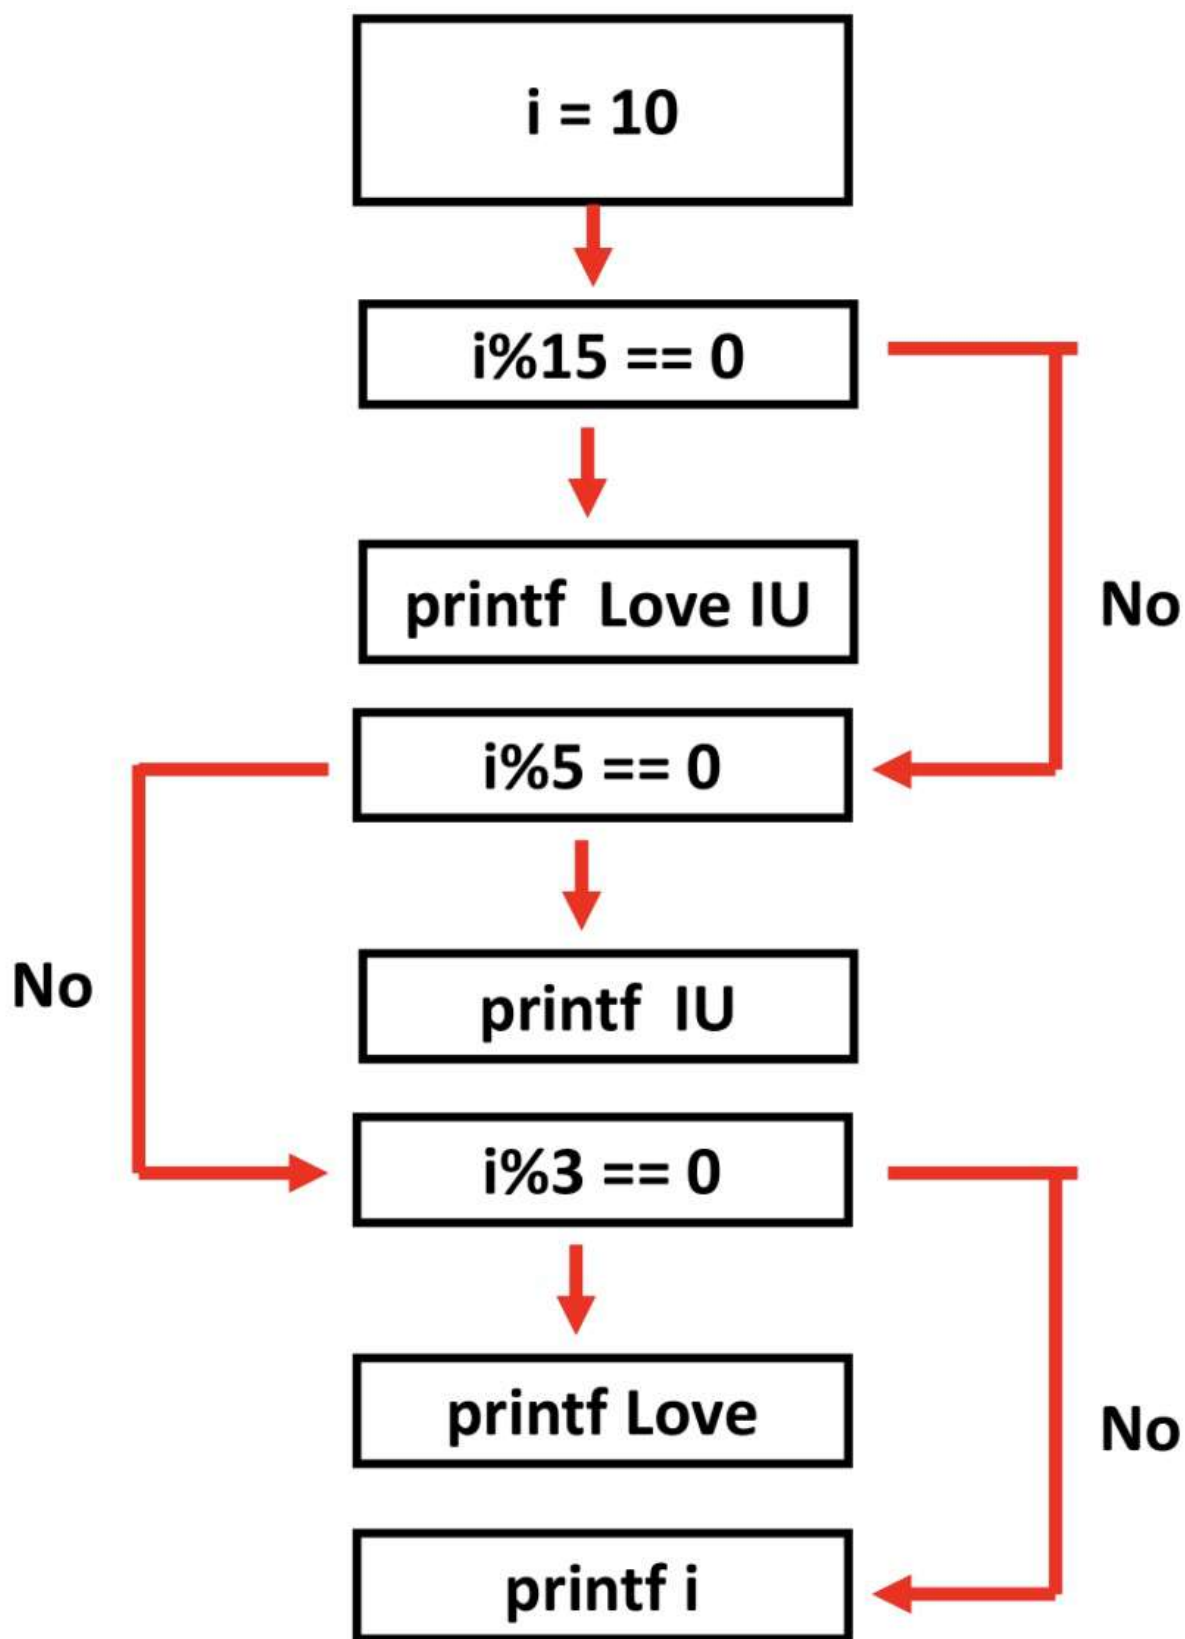 i = 10
i%15 == 0
printf Love IU
No
i%5 == 0
No
printf IU
i%3 == 0
printf Love
No
printf i